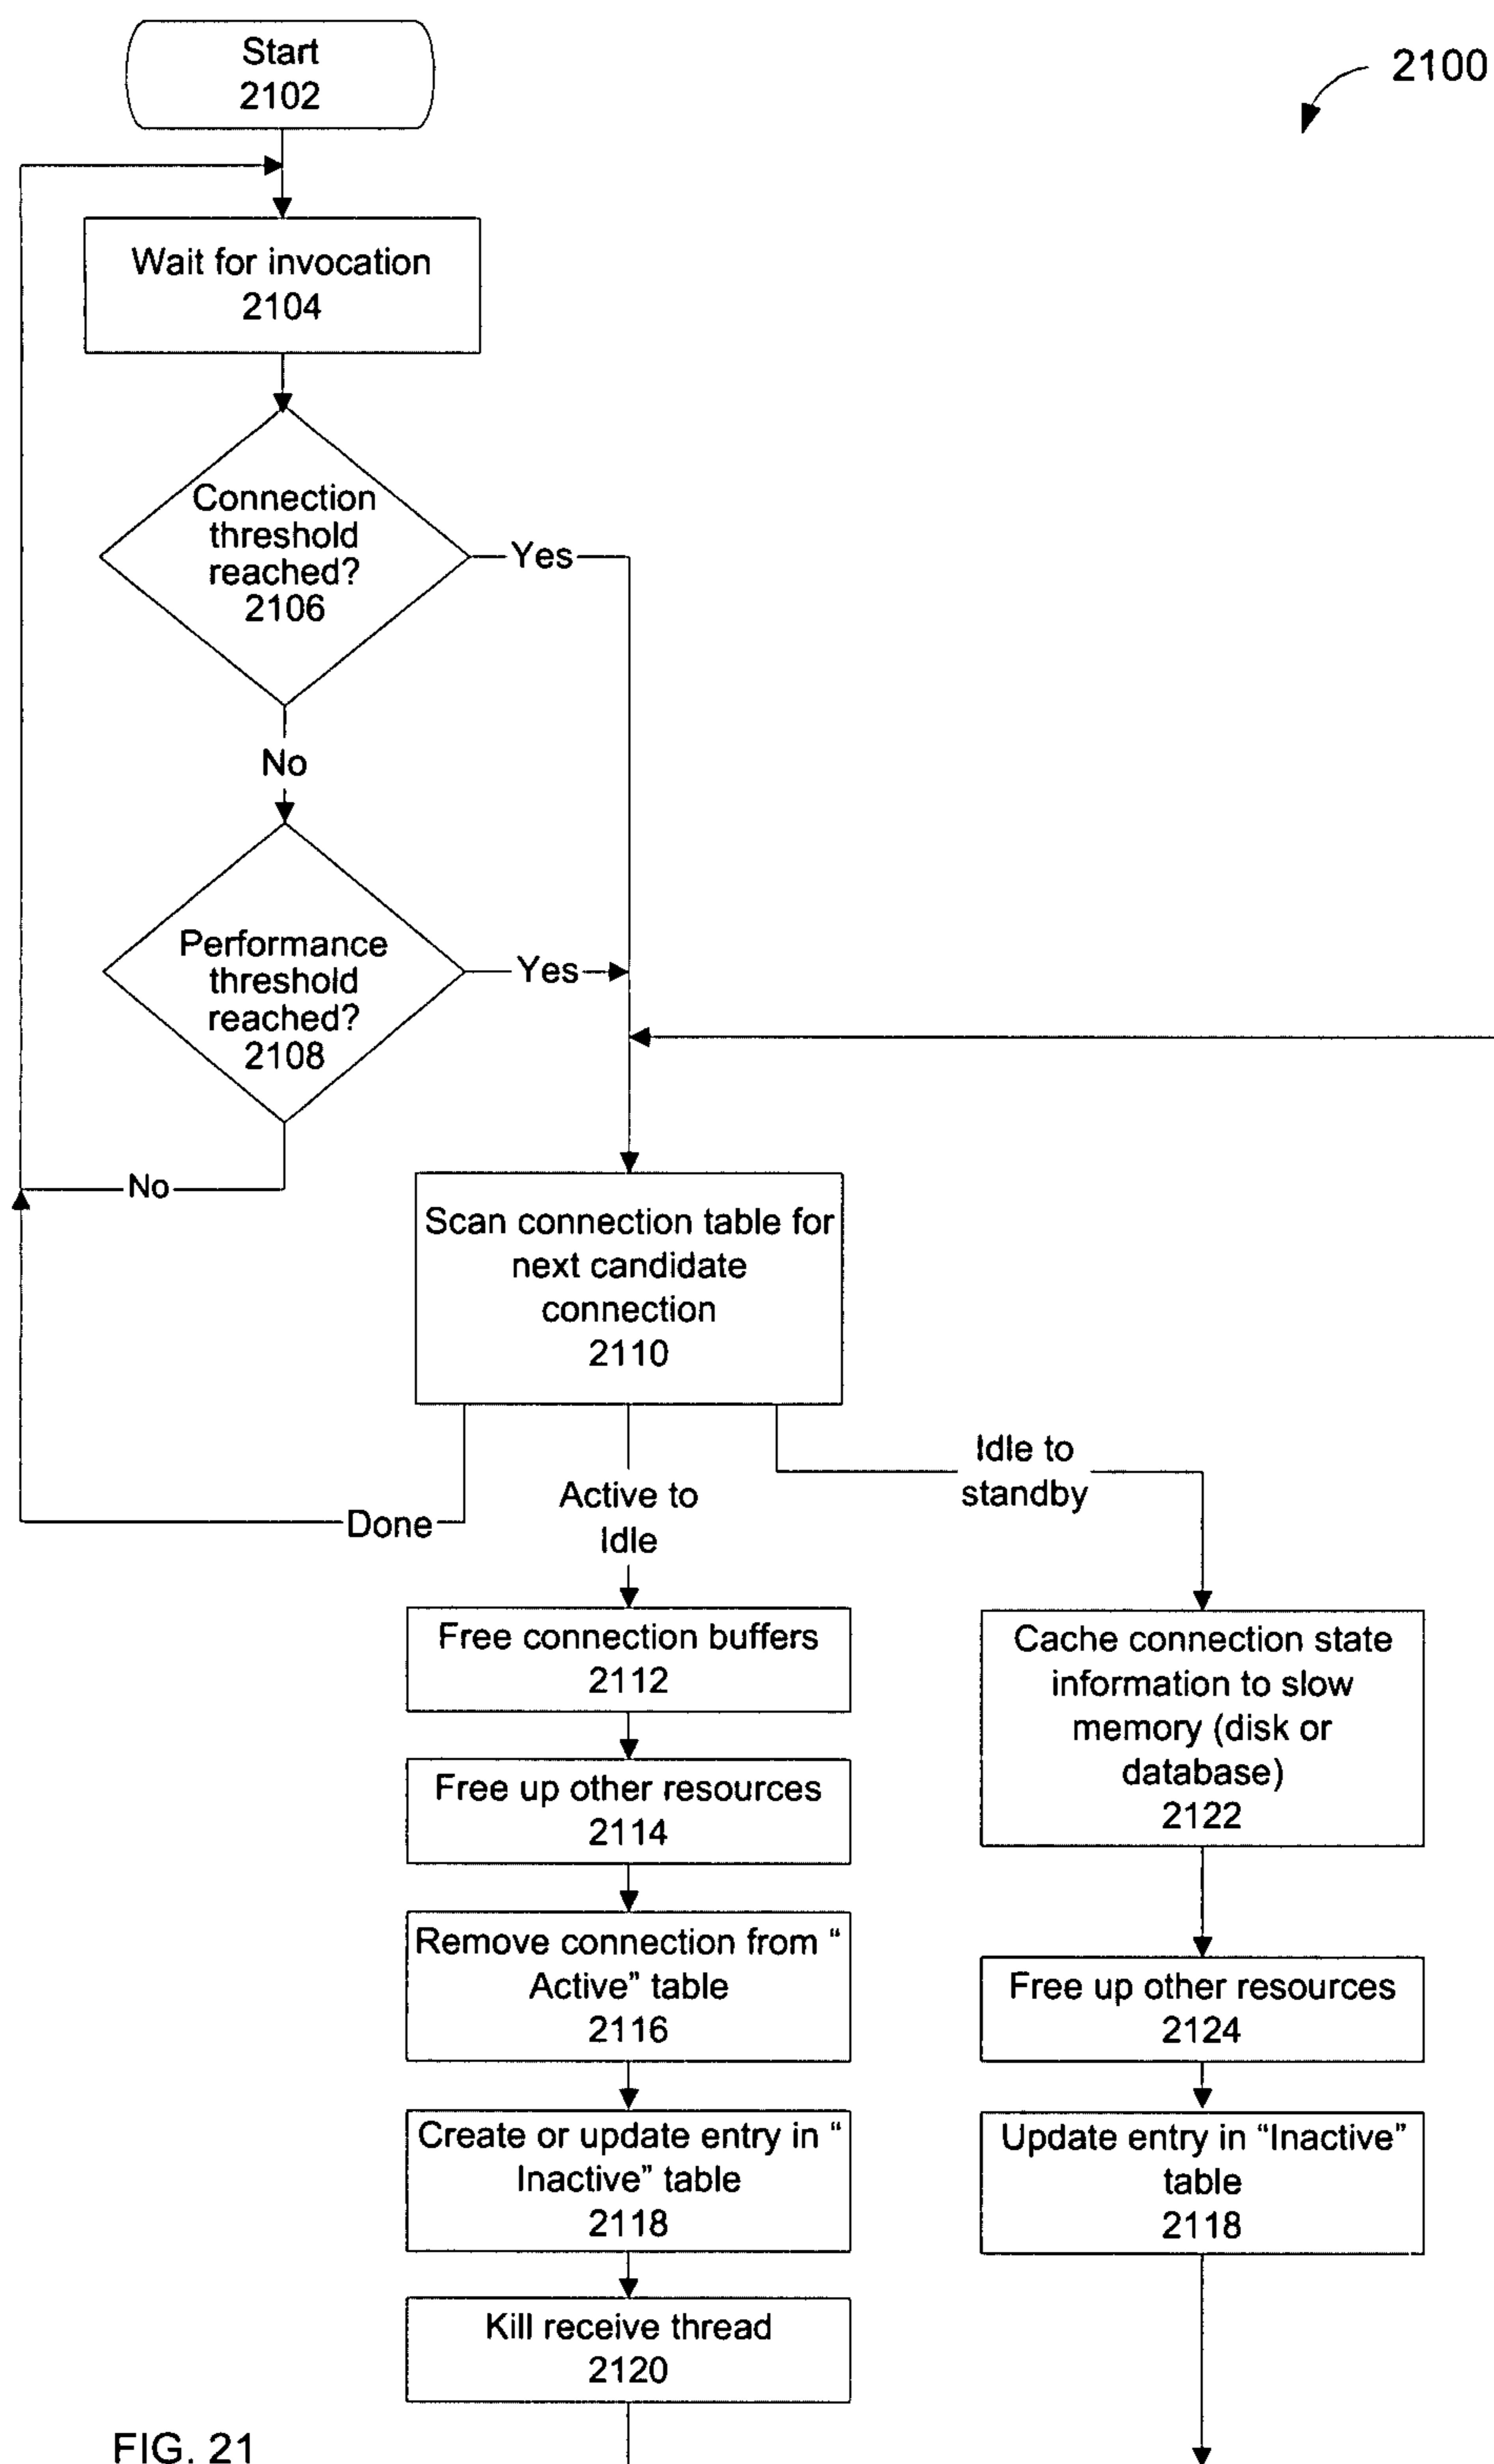 Start
2102
2100
Wait for invocation
2104
Connection
threshold
reached?
2106
Yes
No
Performance
threshold
reached?
2108
Yes
No
Scan connection table for
next candidate
connection
2110
Done
Active to
Idle
Idle to
standby
Free connection buffers
2112
Free up other resources
2114
Remove connection from “
Active” table
2116
Create or update entry in “
Inactive” table
2118
Kill receive thread
2120
Cache connection state
information to slow
memory (disk or
database)
2122
Free up other resources
2124
Update entry in “Inactive”
table
2118
FIG. 21